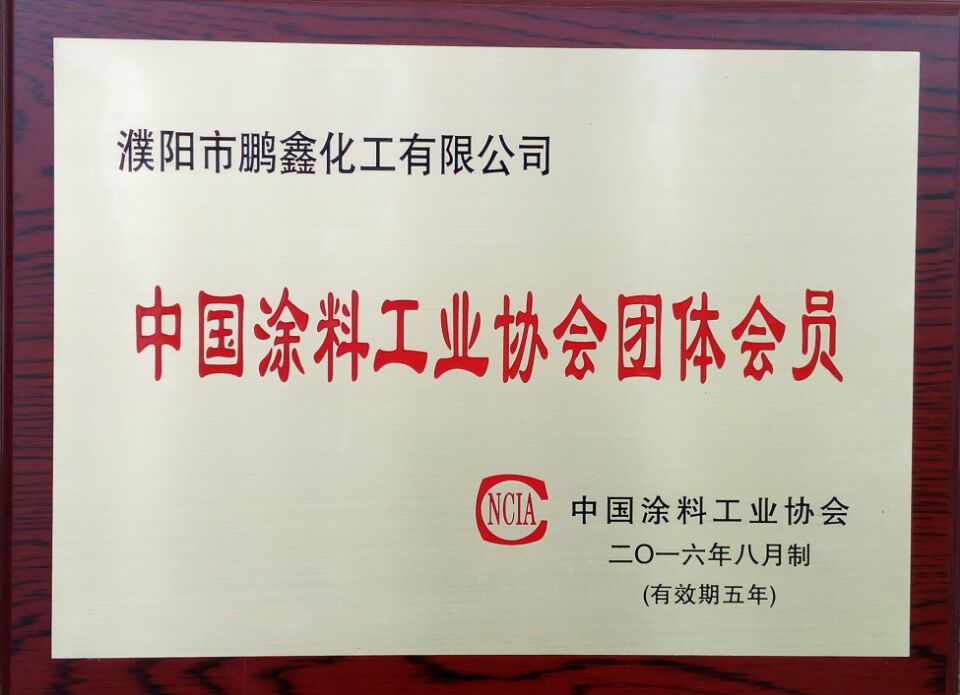 濮阳市鹏鑫化工有限公司
中国涂料工业协会团体会员
NCIA 中国涂料工业协会
二〇一六年八月制
(有效期五年)